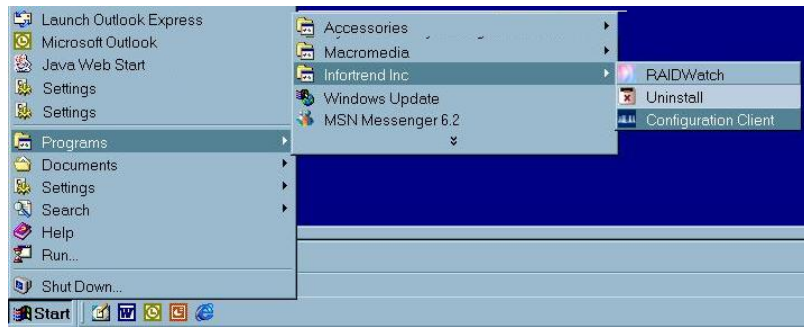 Launch Outlook Express
Microsoft Outlook
Java Web Start
Settings
Settings
Programs
Documents
Settings
Search
Help
Run...
Shut Down...
Start
Accessories
Macromedia
Infortrend Inc
Windows Update
MSN Messenger 6.2
RAIDWatch
Uninstall
Configuration Client